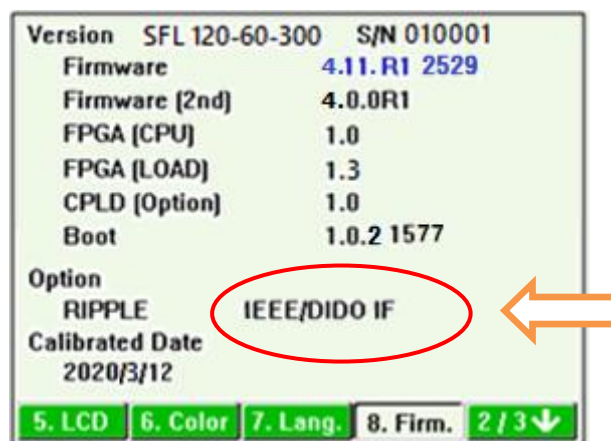 Version SFL 120-60-300 S/N 010001
Firmware 4.11.R1 2529
Firmware (2nd) 4.0.0R1
FPGA (CPU) 1.0
FPGA (LOAD) 1.3
CPLD (Option) 1.0
Boot 1.0.2 1577
Option
RIPPLE IEEE/DIDO IF
Calibrated Date
2020/3/12
5. LCD 6. Color 7. Lang. 8. Firm. 2/3